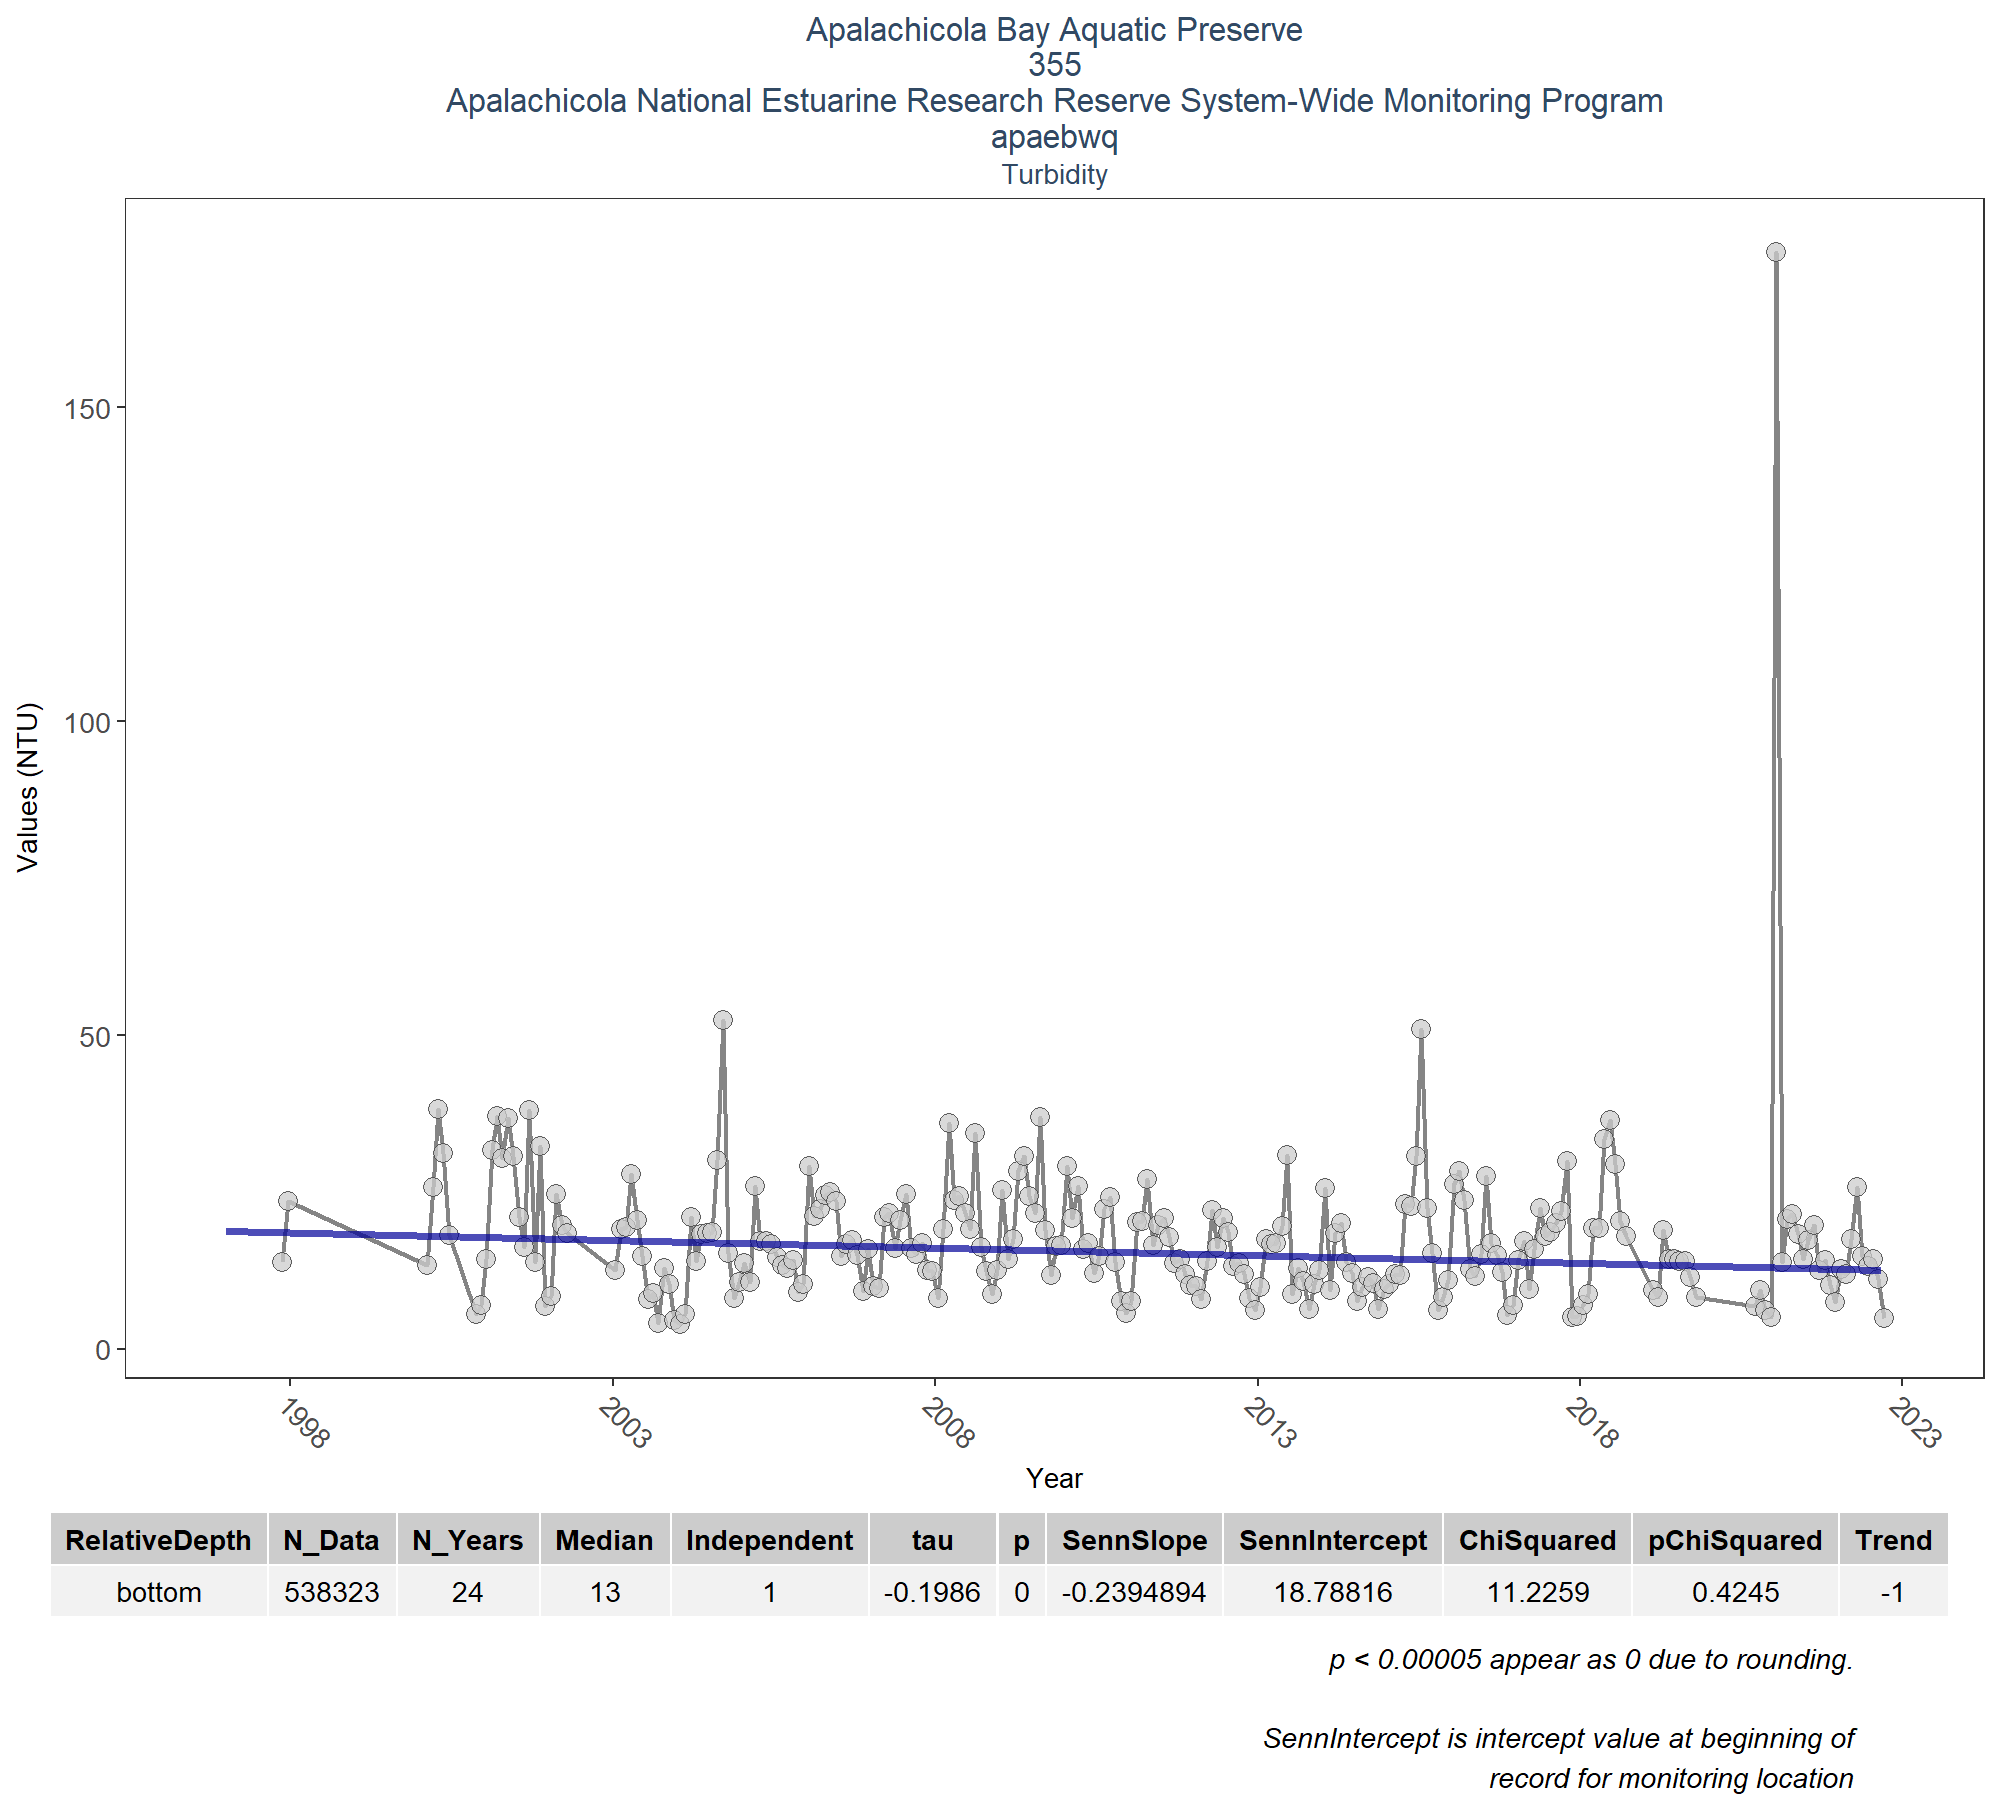 Apalachicola Bay Aquatic Preserve
355
Apalachicola National Estuarine Research Reserve System-Wide Monitoring Program
apaebwq
Turbidity
Values (NTU)
150
100
50
0
1998 2003 2008 2013 2018 2023
Year
RelativeDepth N_Data N_Years Median Independent tau p SennSlope SennIntercept ChiSquared pChiSquared Trend
bottom 538323 24 13 1 -0.1986 0 -0.2394894 18.78816 11.2259 0.4245 -1
p < 0.00005 appear as 0 due to rounding.
SennIntercept is intercept value at beginning of
record for monitoring location